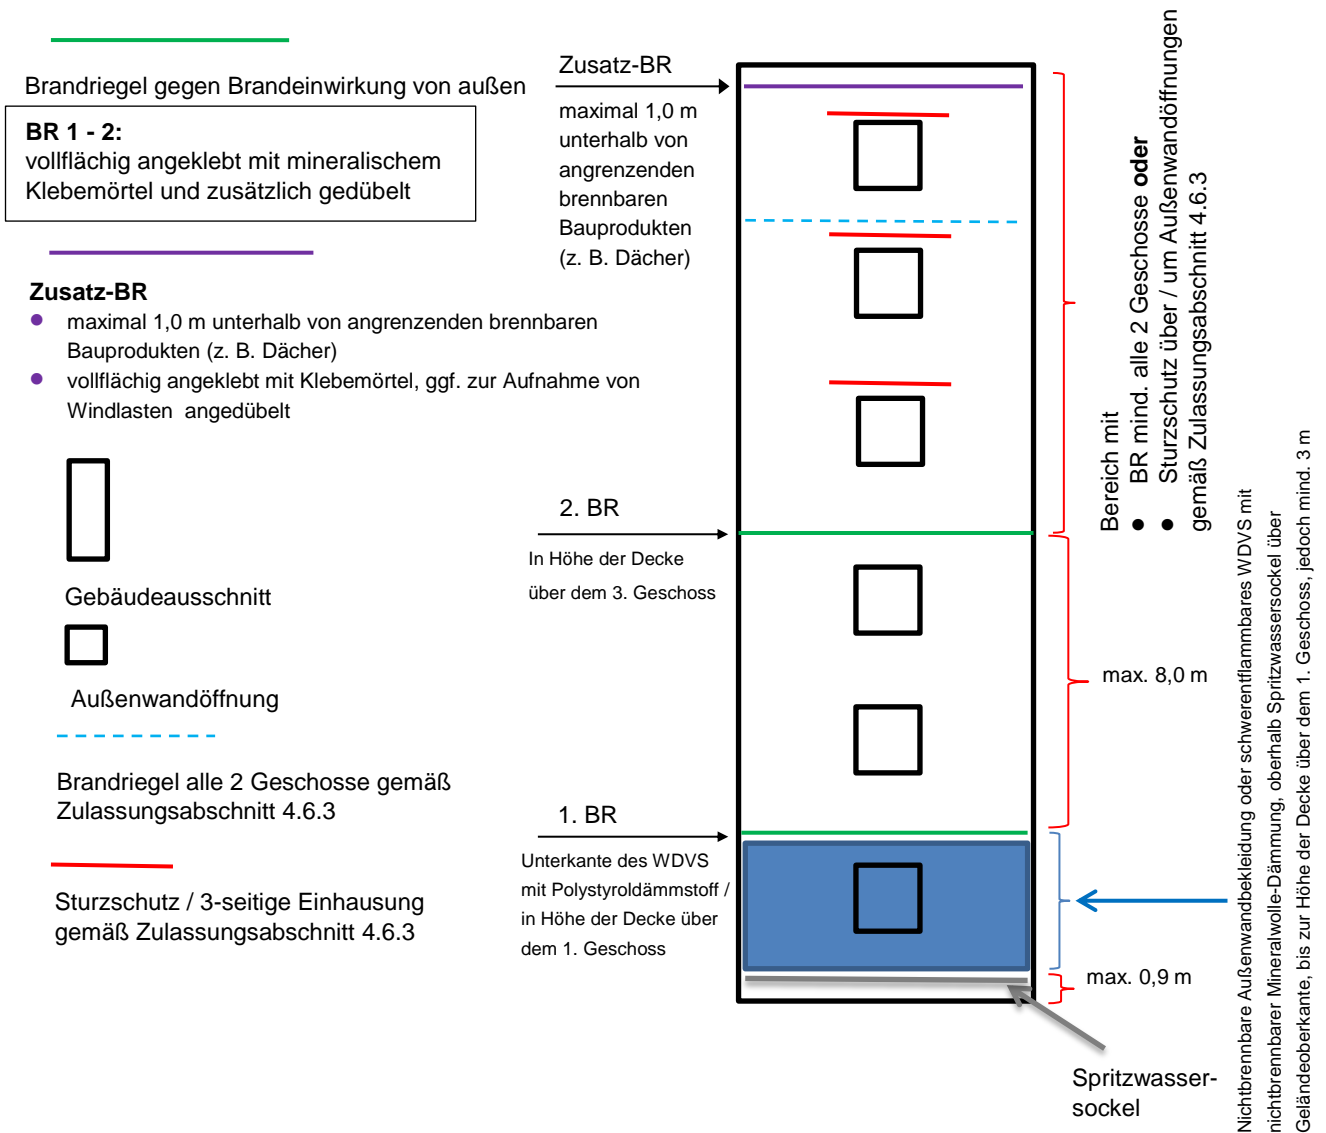 Brandriegel gegen Brandeinwirkung von außen
BR 1 - 2:
vollflächig angeklebt mit mineralischem
Klebemörtel und zusätzlich gedübelt
Zusatz-BR
● maximal 1,0 m unterhalb von angrenzenden brennbaren
Bauprodukten (z. B. Dächer)
● vollflächig angeklebt mit Klebemörtel, ggf. zur Aufnahme von
Windlasten angedübelt
Gebäudeausschnitt
Außenwandöffnung
Brandriegel alle 2 Geschosse gemäß
Zulassungsabschnitt 4.6.3
Sturzschutz / 3-seitige Einhausung
gemäß Zulassungsabschnitt 4.6.3
Zusatz-BR
maximal 1,0 m
unterhalb von
angrenzenden
brennbaren
Bauprodukten
(z. B. Dächer)
2. BR
In Höhe der Decke
über dem 3. Geschoss
1. BR
Unterkante des WDVS
mit Polystyroldämmstoff /
in Höhe der Decke über
dem 1. Geschoss
Bereich mit
● BR mind. alle 2 Geschosse oder
● Sturzschutz über / um Außenwandöffnungen
gemäß Zulassungsabschnitt 4.6.3
max. 8,0 m
max. 0,9 m
Spritzwasser-
sockel
Nichtbrennbare Außenwandbekleidung oder schwerentflammbares WDVS mit
nichtbrennbarer Mineralwolle-Dämmung, oberhalb Spritzwassersockel über
Geländeoberkante, bis zur Höhe der Decke über dem 1. Geschoss, jedoch mind. 3 m